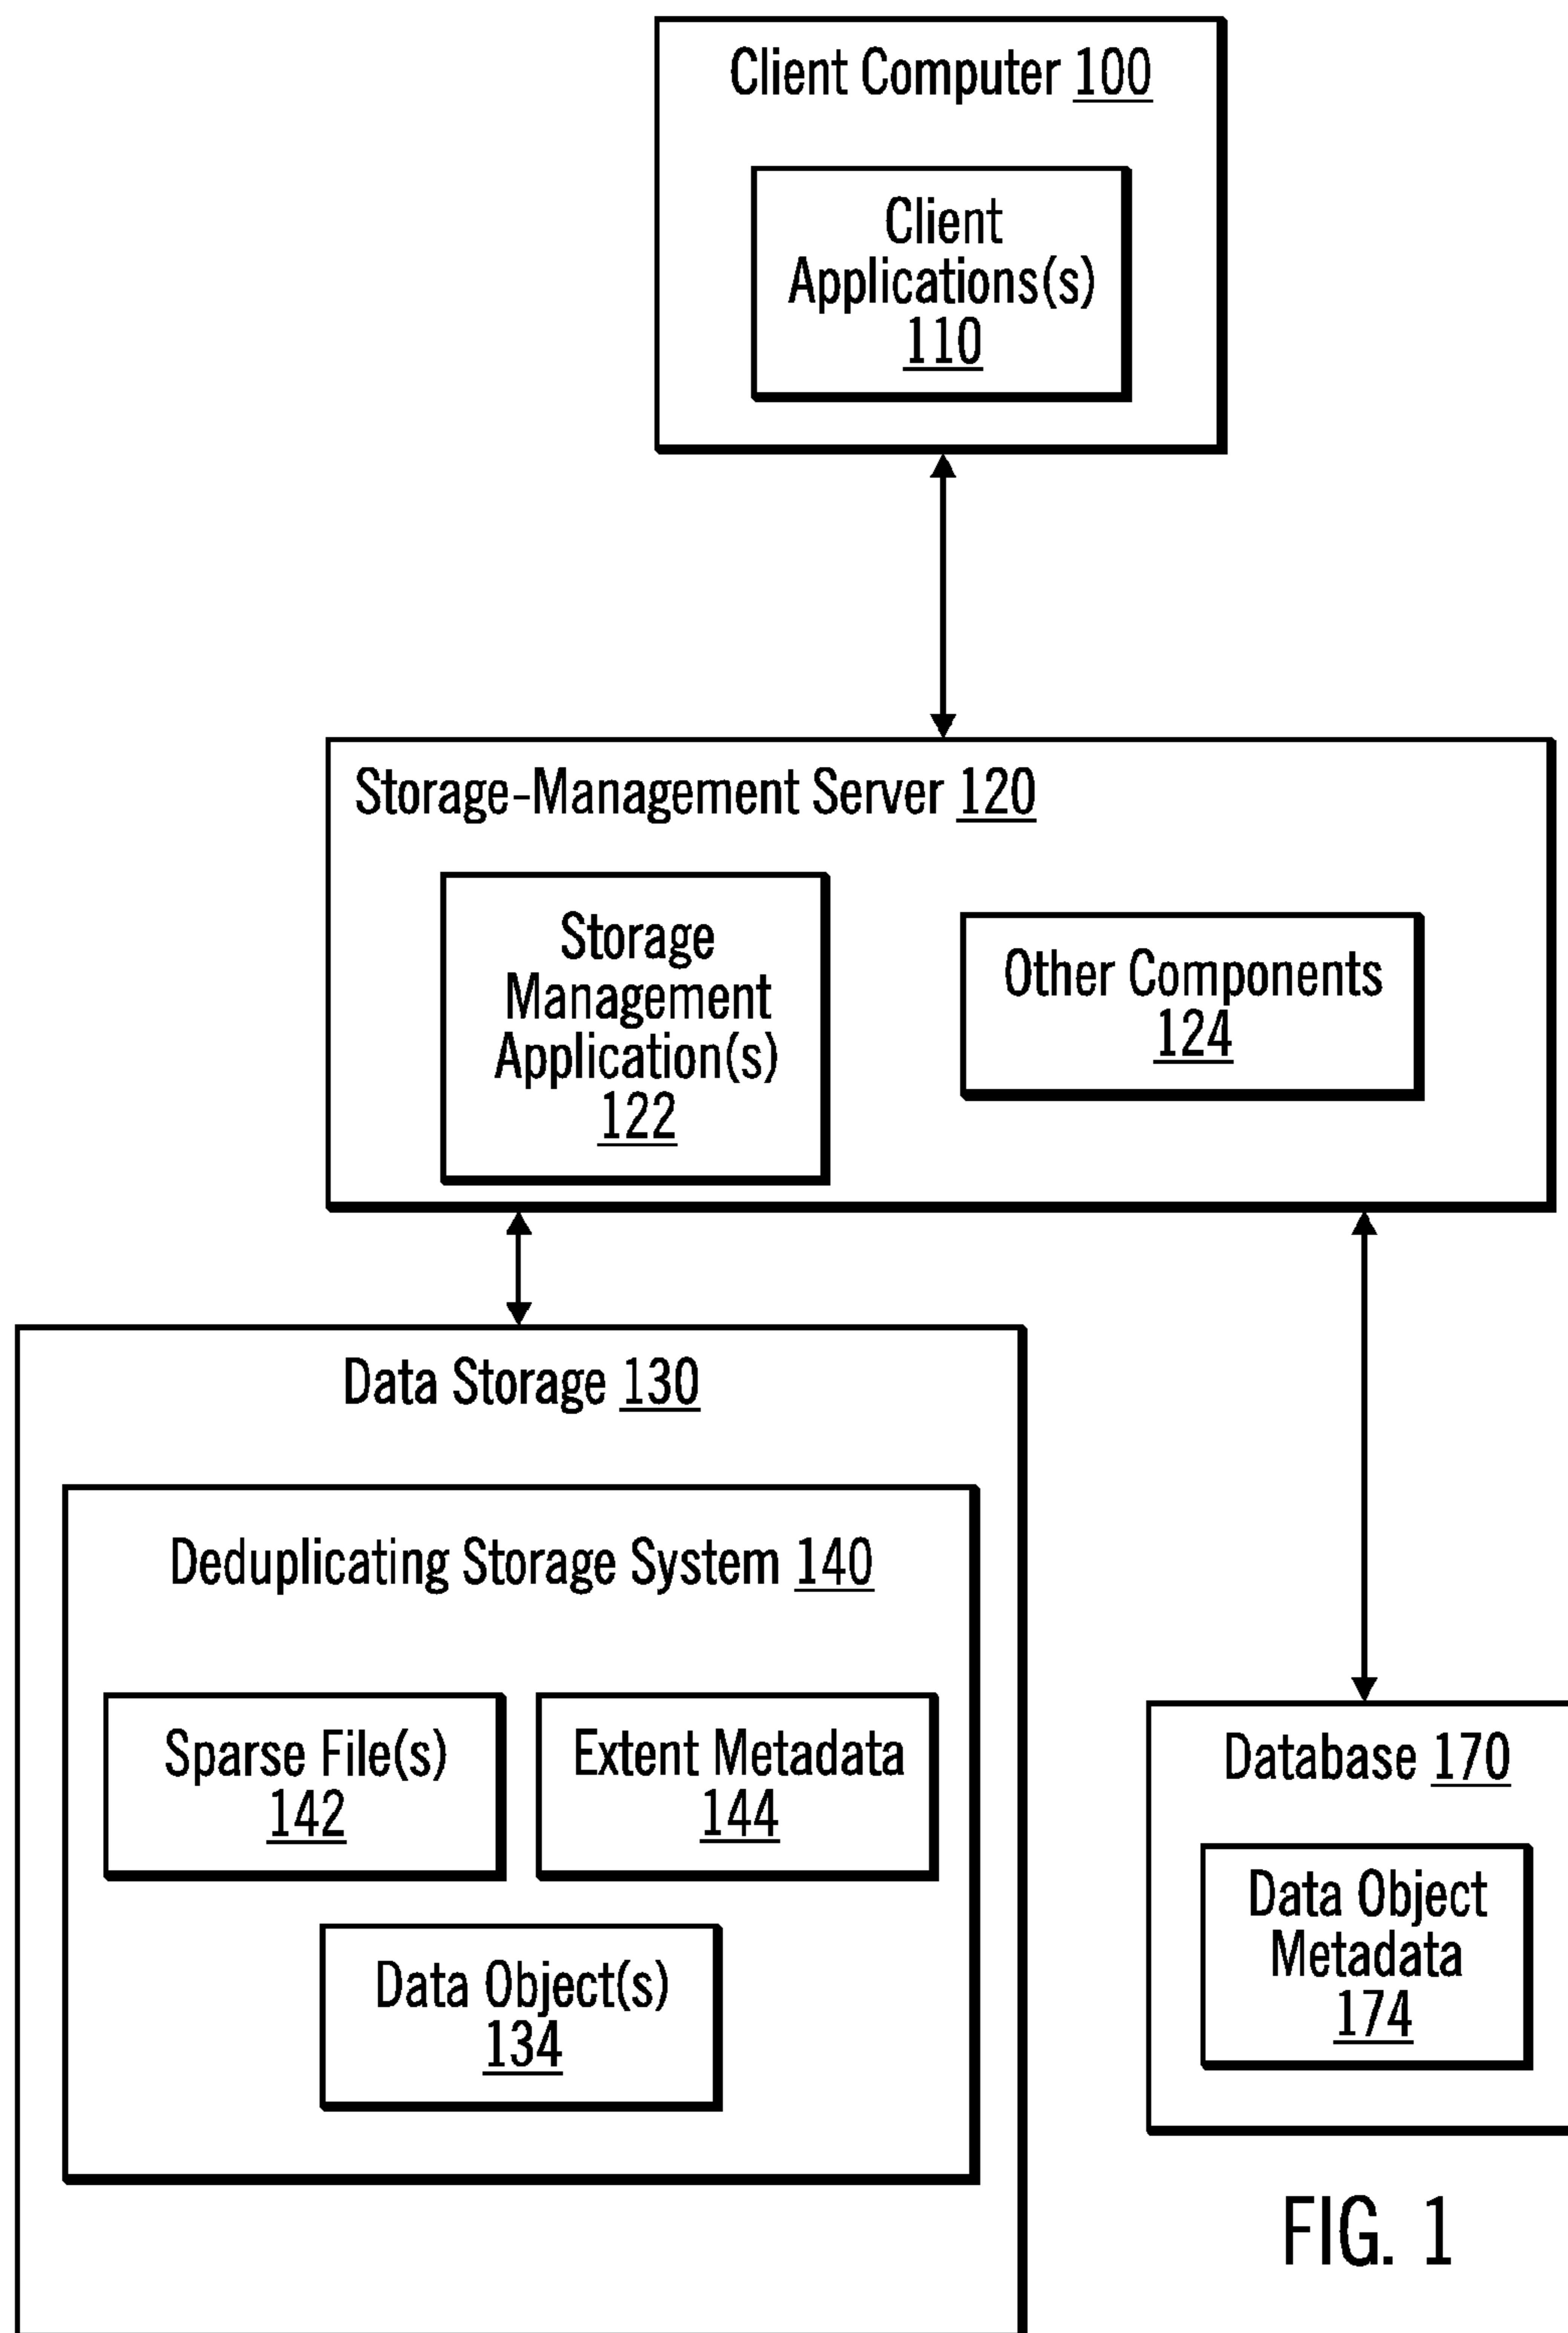 Client Computer 100
Client
Applications(s)
110
Storage-Management Server 120
Storage
Management
Application(s)
122
Other Components
124
Data Storage 130
Deduplicating Storage System 140
Sparse File(s)
142
Extent Metadata
144
Data Object(s)
134
Database 170
Data Object
Metadata
174
FIG. 1